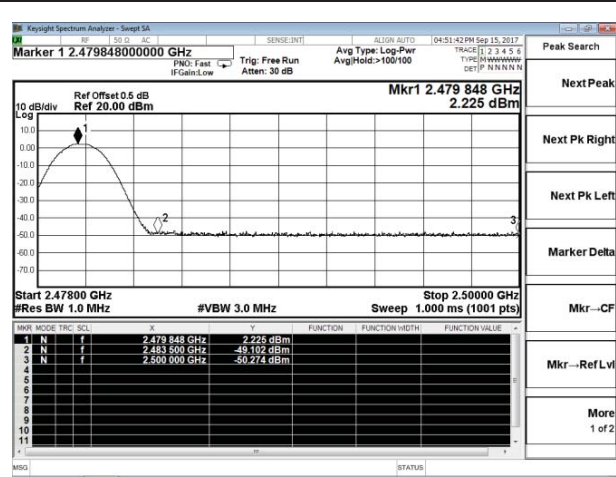 Keysight Spectrum Analyzer - Swept SA
RF 50 Ω AC SENSE:INT ALIGN AUTO 04:51:42 PM Sep 15, 2017
Marker 1 2.479848000000 GHz
PNO: Fast
IFGain:Low
Trig: Free Run
Atten: 30 dB
Avg Type: Log-Pwr
Avg|Hold:>100/100
TRACE 1 2 3 4 5 6
TYPE M W W W W W
DET P N N N N N
Peak Search
Next Peak
Next Pk Right
Next Pk Left
Marker Delta
Mkr→CF
Mkr→Ref Lvl
More
1 of 2
Ref Offset 0.5 dB
10 dB/div Ref 20.00 dBm
Log
Mkr1 2.479 848 GHz
2.225 dBm
10.0
0.00
-10.0
-20.0
-30.0
-40.0
-50.0
-60.0
-70.0
1
2
3
Start 2.47800 GHz
Stop 2.50000 GHz
#Res BW 1.0 MHz #VBW 3.0 MHz Sweep 1.000 ms (1001 pts)
MKR MODE TRC SCL X Y FUNCTION FUNCTION WIDTH FUNCTION VALUE
1 N f 2.479 848 GHz 2.225 dBm
2 N f 2.483 500 GHz -49.102 dBm
3 N f 2.500 000 GHz -50.274 dBm
4
5
6
7
8
9
10
11
MSG STATUS